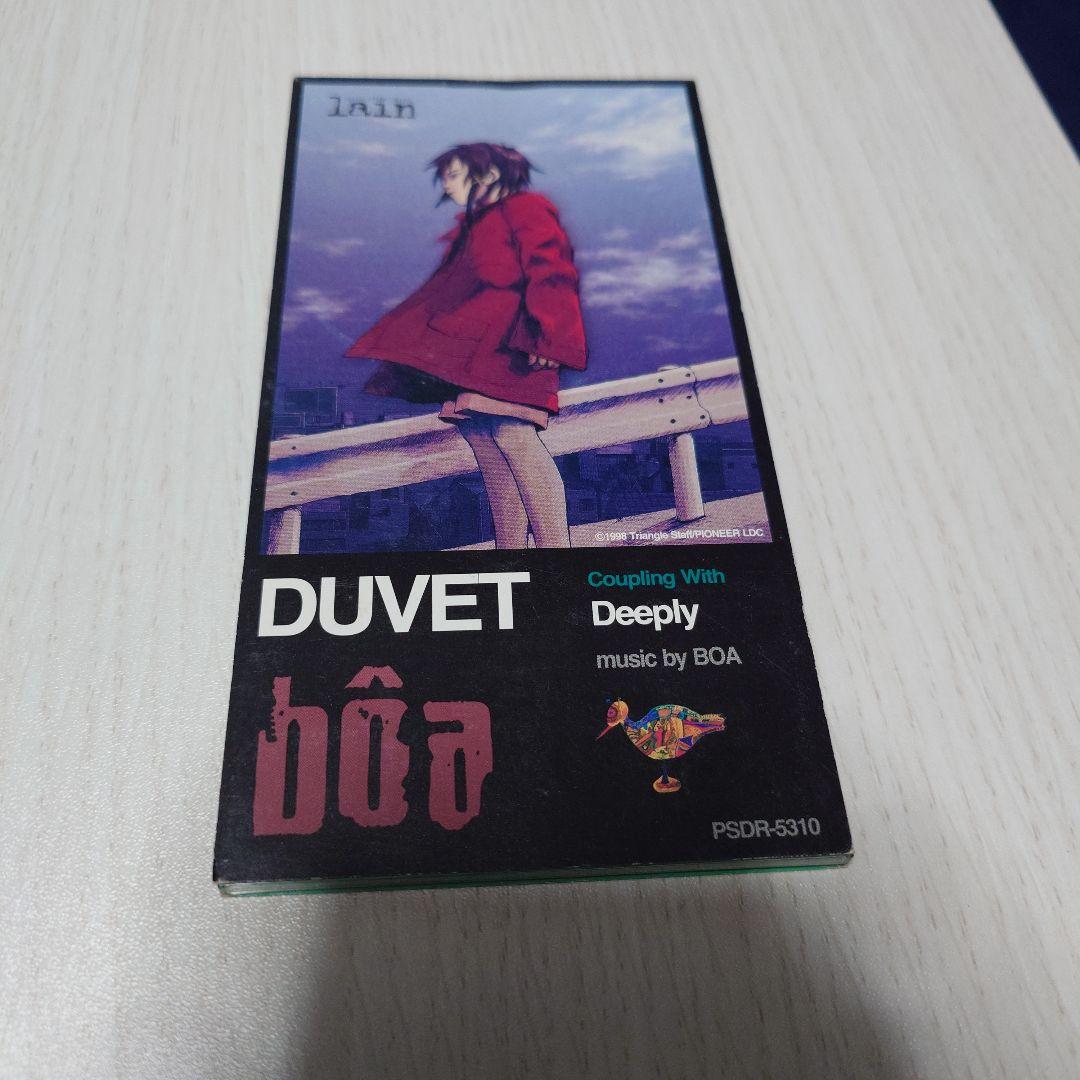 lain
©1998 Triangle Staff/PIONEER LDC
DUVET
Coupling With
Deeply
music by BOA
bôa
PSDR-5310